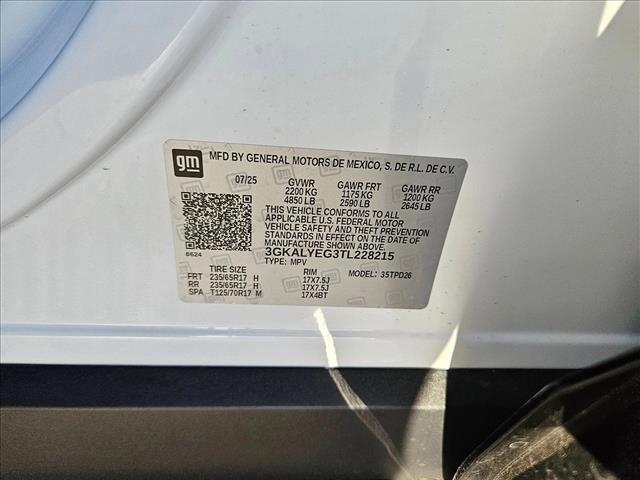 gm
MFD BY GENERAL MOTORS DE MEXICO, S. DE R.L. DE C.V.
07/25 GVWR GAWR FRT GAWR RR
2200 KG 1175 KG 1200 KG
4850 LB 2590 LB 2645 LB
THIS VEHICLE CONFORMS TO ALL
APPLICABLE U.S. FEDERAL MOTOR
VEHICLE SAFETY AND THEFT PREVENTION
STANDARDS IN EFFECT ON THE DATE OF
MANUFACTURE SHOWN ABOVE.
8624 3GKALYEG3TL228215
TYPE: MPV
TIRE SIZE RIM MODEL: 35TPD26
FRT 235/65R17 H 17X7.5J
RR 235/65R17 H 17X7.5J
SPA T125/70R17 M 17X4BT